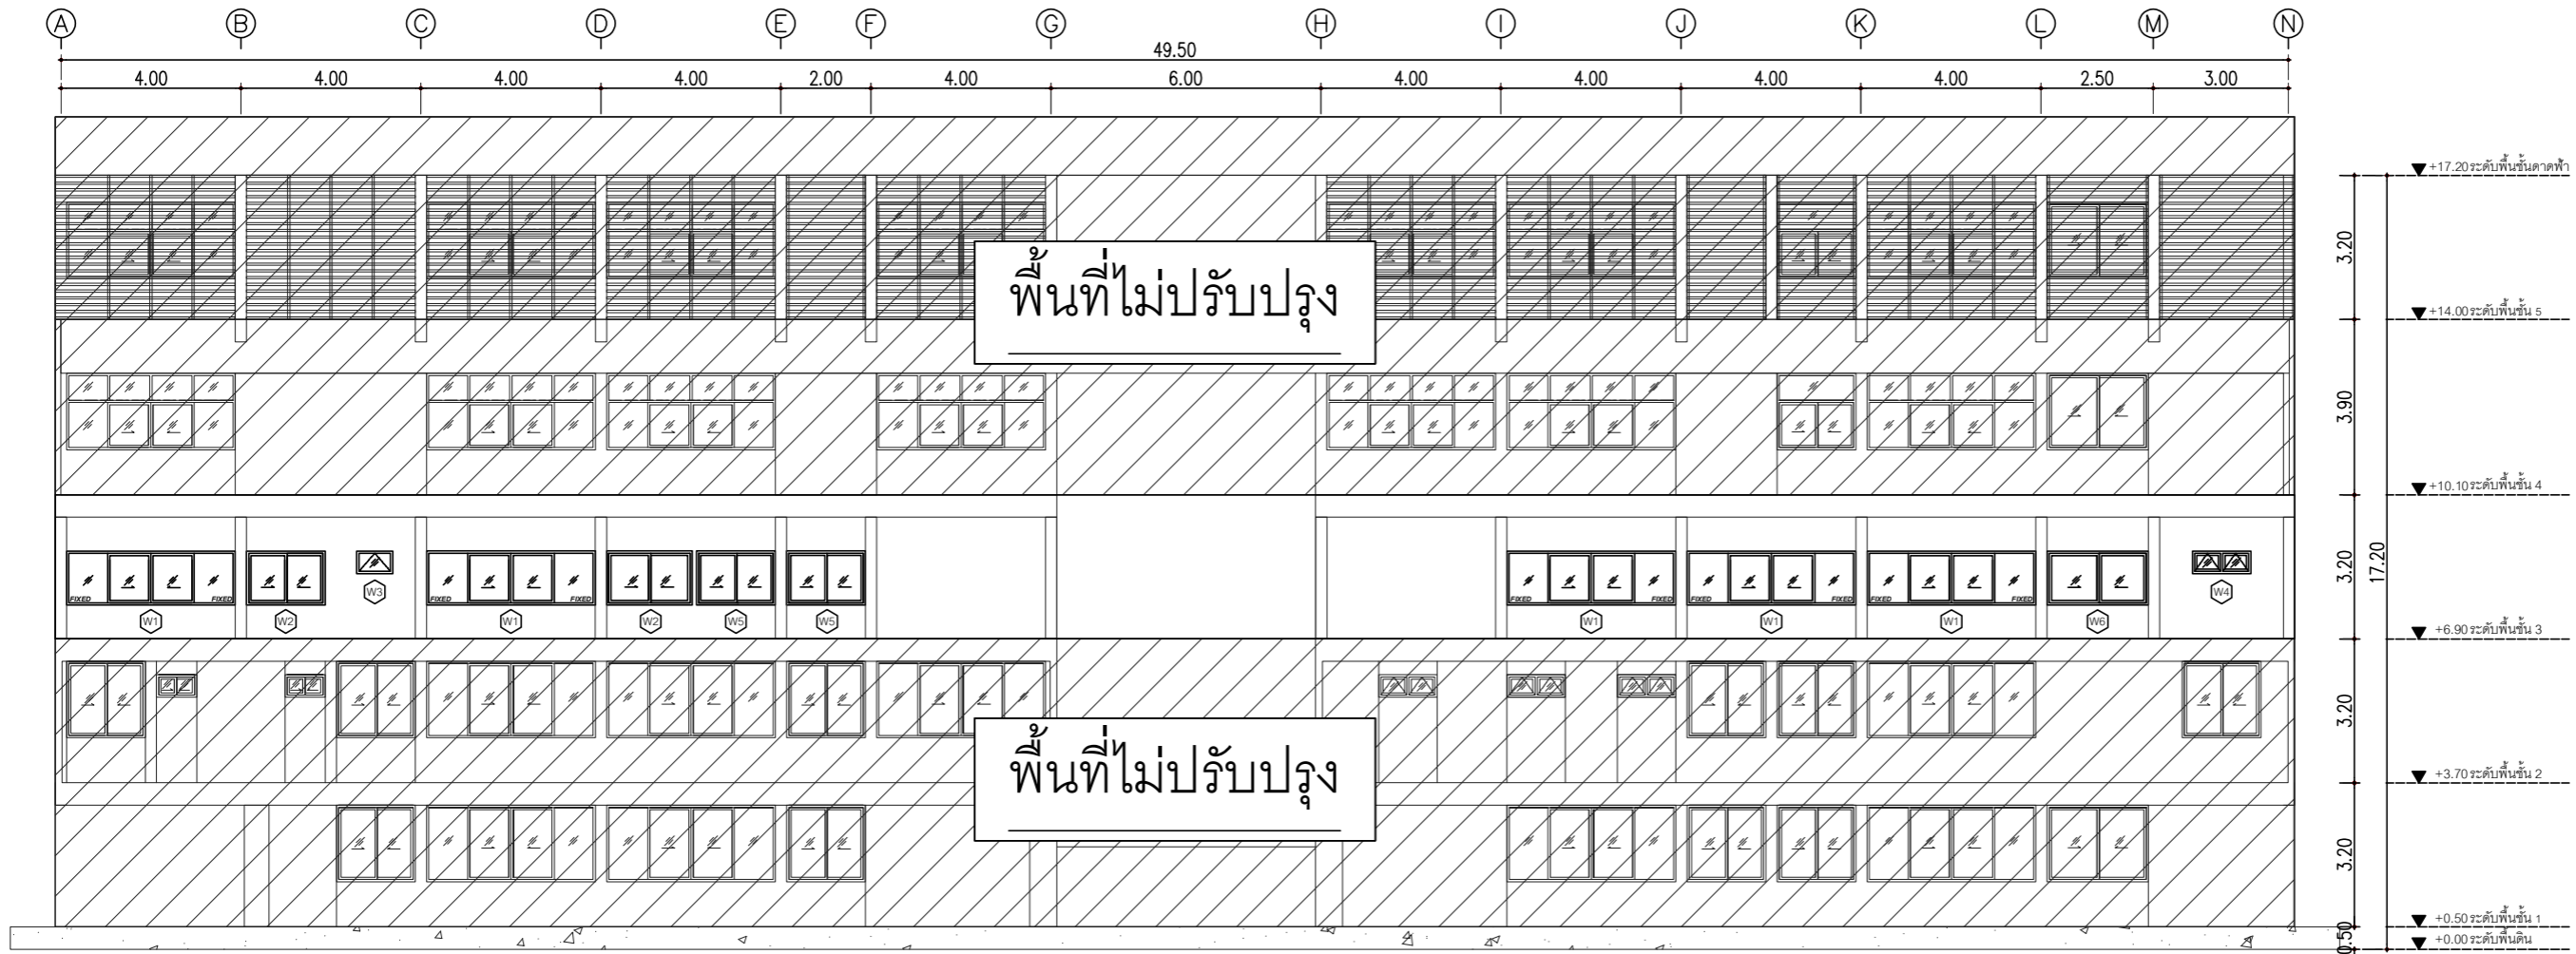 A B C D E F G H I J K L M N
49.50
4.00 4.00 4.00 4.00 2.00 4.00 6.00 4.00 4.00 4.00 4.00 2.50 3.00
+17.20 ระดับพื้นชั้นดาดฟ้า
3.20
พื้นที่ไม่ปรับปรุง
+14.00 ระดับพื้นชั้น 5
3.90
+10.10 ระดับพื้นชั้น 4
3.20
17.20
FIXED FIXED FIXED FIXED FIXED FIXED FIXED FIXED FIXED FIXED
W3 W4
W1 W2 W1 W2 W5 W5 W1 W1 W1 W6
+6.90 ระดับพื้นชั้น 3
3.20
พื้นที่ไม่ปรับปรุง
+3.70 ระดับพื้นชั้น 2
3.20
+0.50 ระดับพื้นชั้น 1
0.50
+0.00 ระดับพื้นดิน